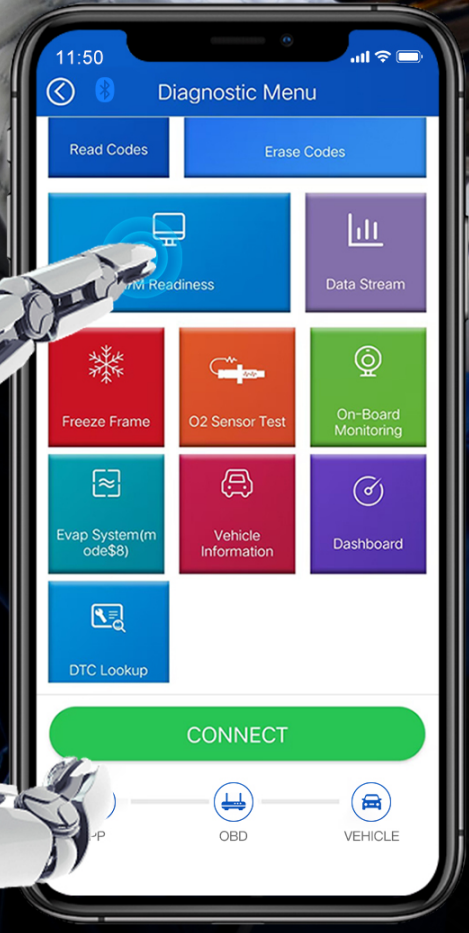 11:50
Diagnostic Menu
Read Codes
Erase Codes
/M Readiness
Data Stream
Freeze Frame
O2 Sensor Test
On-Board
Monitoring
Evap System(m
ode$8)
Vehicle
Information
Dashboard
DTC Lookup
CONNECT
PP
OBD
VEHICLE